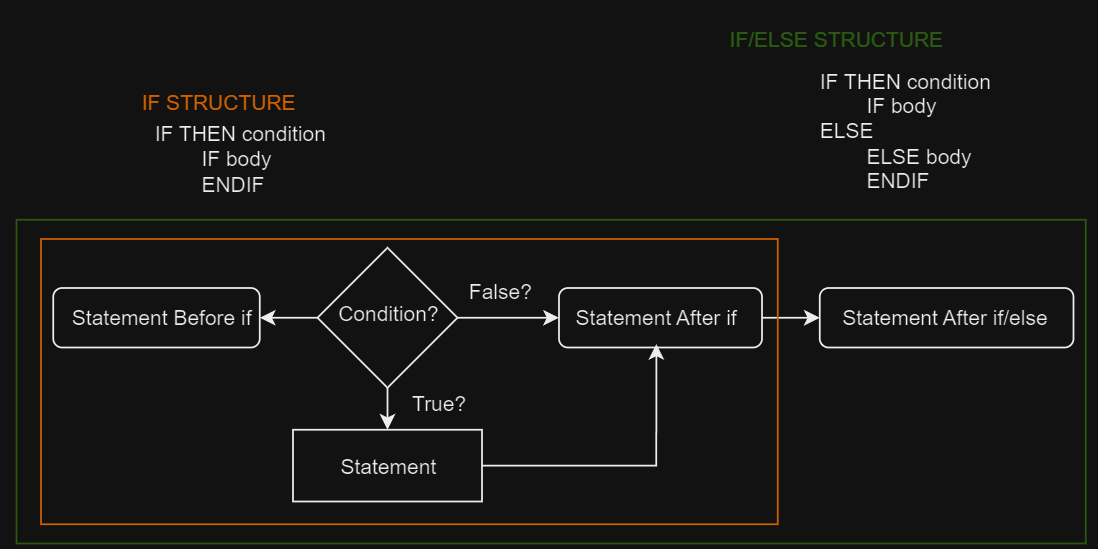 IF/ELSE STRUCTURE
IF THEN condition
IF body
ELSE
ELSE body
ENDIF
IF STRUCTURE
IF THEN condition
IF body
ENDIF
Statement Before if
Condition?
False?
Statement After if
Statement After if/else
True?
Statement